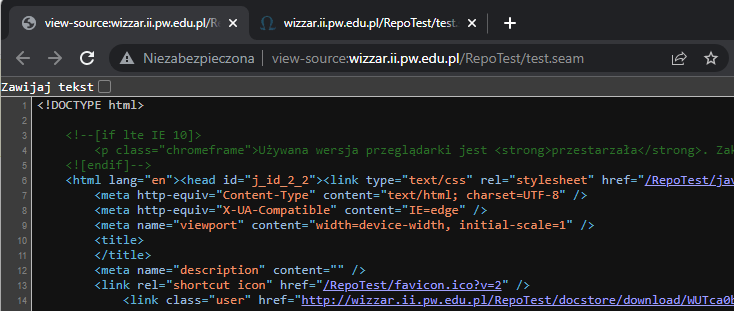 view-source:wizzar.ii.pw.edu.pl/R
wizzar.ii.pw.edu.pl/RepoTest/test
Niezabezpieczona | view-source:wizzar.ii.pw.edu.pl/RepoTest/test.seam
Zawijaj tekst
1 <!DOCTYPE html>
2
3 <!--[if lte IE 10]>
4 <p class="chromeframe">Używana wersja przeglądarki jest <strong>przestarzała</strong>. Zak
5 <![endif]-->
6 <html lang="en"><head id="j_id_2_2"><link type="text/css" rel="stylesheet" href="/RepoTest/jav
7 <meta http-equiv="Content-Type" content="text/html; charset=UTF-8" />
8 <meta http-equiv="X-UA-Compatible" content="IE=edge" />
9 <meta name="viewport" content="width=device-width, initial-scale=1" />
10 <title>
11 </title>
12 <meta name="description" content="" />
13 <link rel="shortcut icon" href="/RepoTest/favicon.ico?v=2" />
14 <link class="user" href="http://wizzar.ii.pw.edu.pl/RepoTest/docstore/download/WUTca0b